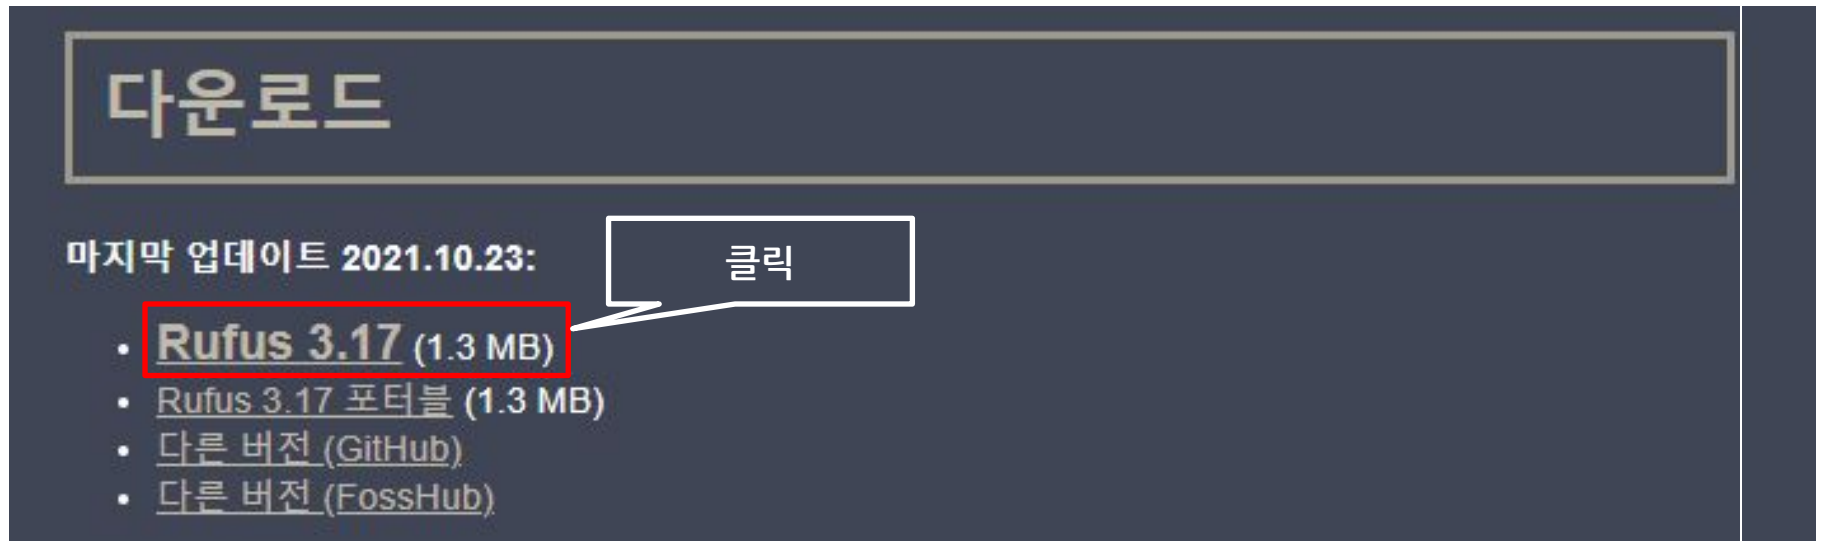 다운로드
마지막 업데이트 2021.10.23:
클릭
Rufus 3.17 (1.3 MB)
Rufus 3.17 포터블 (1.3 MB)
다른 버전 (GitHub)
다른 버전 (FossHub)